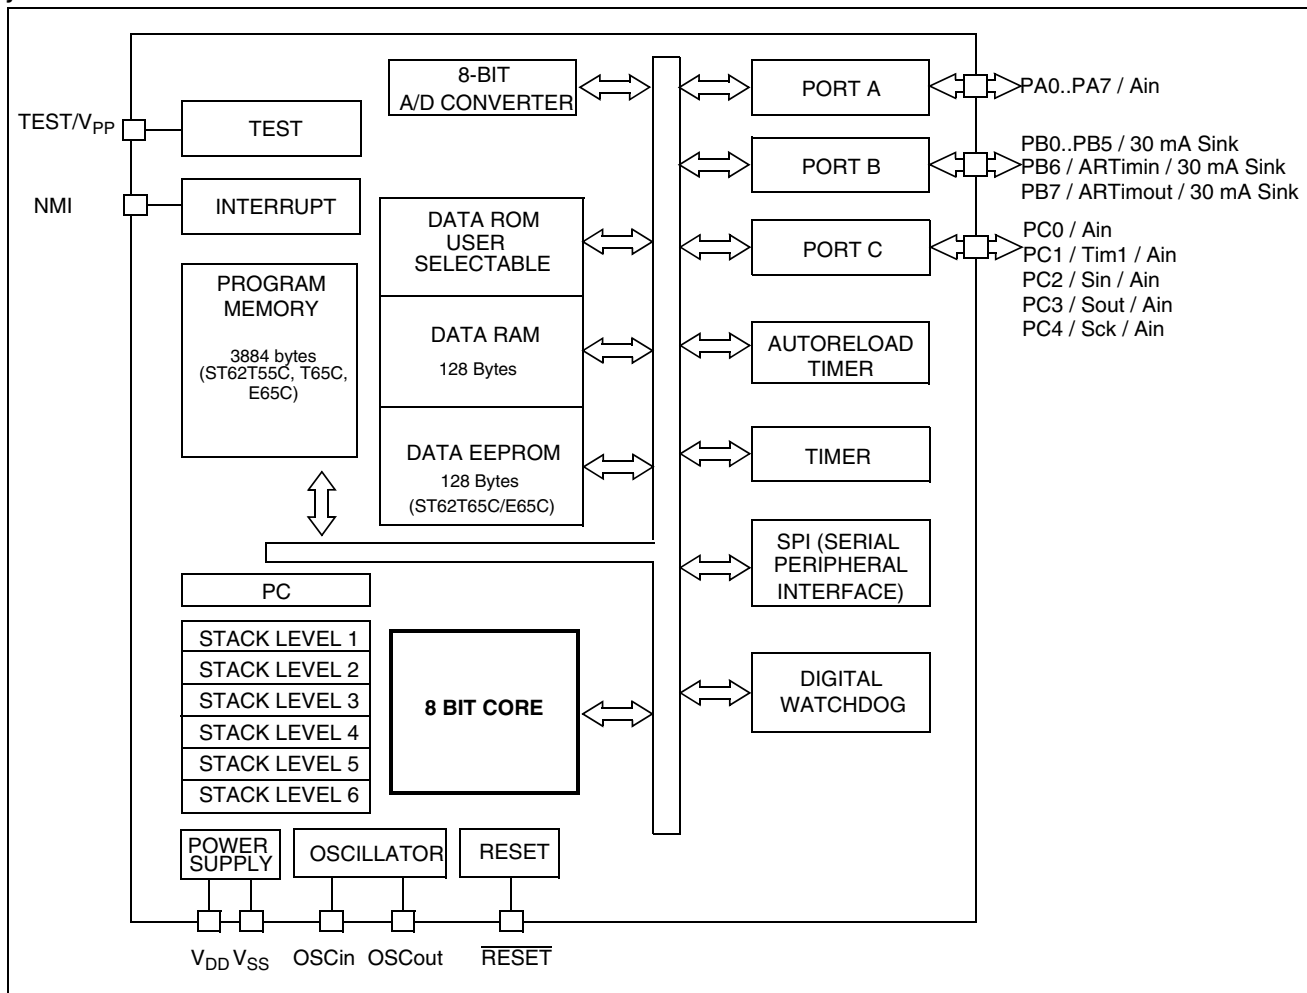 8-BIT
A/D CONVERTER
PORT A
PA0..PA7 / Ain
TEST/VPP
TEST
PORT B
PB0..PB5 / 30 mA Sink
PB6 / ARTimin / 30 mA Sink
PB7 / ARTimout / 30 mA Sink
NMI
INTERRUPT
DATA ROM
USER
SELECTABLE
PORT C
PC0 / Ain
PC1 / Tim1 / Ain
PC2 / Sin / Ain
PC3 / Sout / Ain
PC4 / Sck / Ain
PROGRAM
MEMORY
3884 bytes
(ST62T55C, T65C,
E65C)
DATA RAM
128 Bytes
AUTORELOAD
TIMER
DATA EEPROM
128 Bytes
(ST62T65C/E65C)
TIMER
SPI (SERIAL
PERIPHERAL
INTERFACE)
PC
STACK LEVEL 1
STACK LEVEL 2
STACK LEVEL 3
STACK LEVEL 4
STACK LEVEL 5
STACK LEVEL 6
8 BIT CORE
DIGITAL
WATCHDOG
POWER
SUPPLY
OSCILLATOR
RESET
VDD VSS
OSCin OSCout
RESET